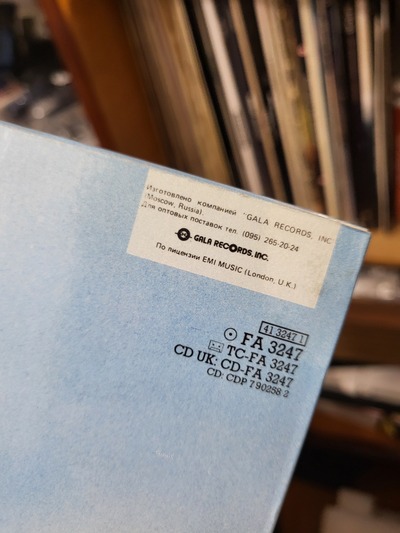 Изготовлено компанией "GALA RECORDS, INC
(Moscow, Russia).
Для оптовых поставок тел. (095) 265-20-24
GALA RECORDS, INC.
По лицензии EMI MUSIC (London, U.K.)
41 3247 1
FA 3247
TC-FA 3247
CD UK: CD-FA 3247
CD: CDP 7 90258 2